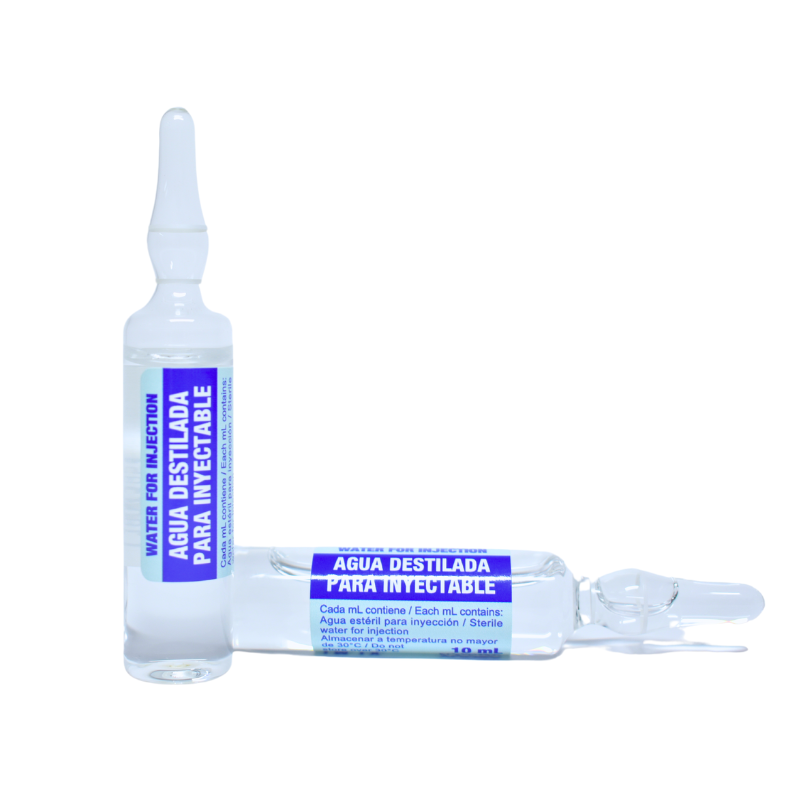 WATER FOR INJECTION
AGUA DESTILADA
PARA INYECTABLE
Cada mL contiene / Each mL contains:
Agua estéril para inyección / Sterile
WATER FOR INJECTION
AGUA DESTILADA
PARA INYECTABLE
Cada mL contiene / Each mL contains:
Agua estéril para inyección / Sterile
water for injection
Almacenar a temperatura no mayor
de 30°C / Do not
10 mL